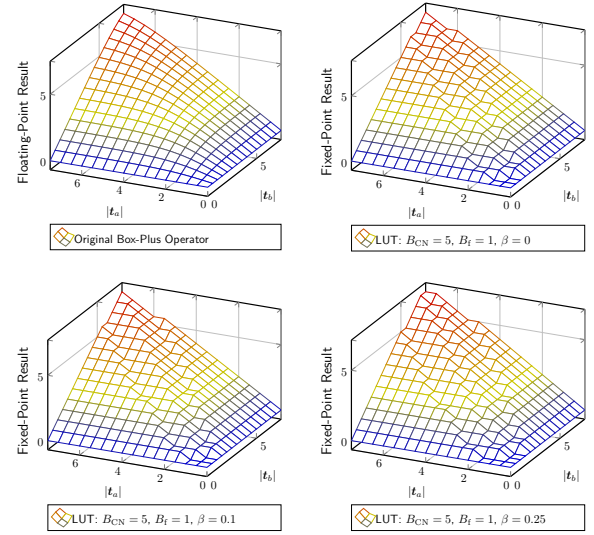 Floating-Point Result
5
0
6
4
2
0
0
5
|t_a|
|t_b|
Original Box-Plus Operator
Fixed-Point Result
5
0
6
4
2
0
0
5
|t_a|
|t_b|
LUT: B_CN = 5, B_f = 1, β = 0
Fixed-Point Result
5
0
6
4
2
0
0
5
|t_a|
|t_b|
LUT: B_CN = 5, B_f = 1, β = 0.1
Fixed-Point Result
5
0
6
4
2
0
0
5
|t_a|
|t_b|
LUT: B_CN = 5, B_f = 1, β = 0.25